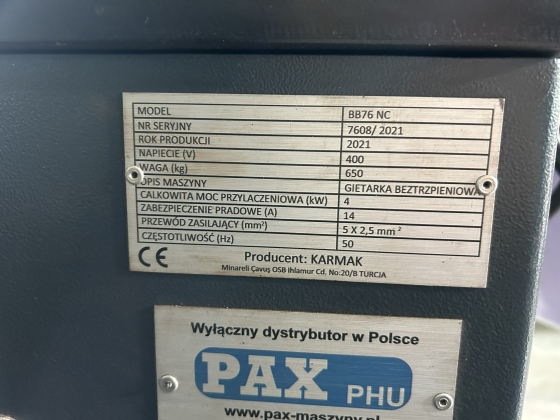 MODEL BB76 NC
NR SERYJNY 7608/ 2021
ROK PRODUKCJI 2021
NAPIECIE (V) 400
WAGA (kg) 650
OPIS MASZYNY GIETARKA BEZTRZPIENIOWA
CALKOWITA MOC PRZYLACZENIOWA (kW) 4
ZABEZPIECZENIE PRADOWE (A) 14
PRZEWÓD ZASILAJĄCY (mm²) 5 X 2,5 mm²
CZĘSTOTLIWOŚĆ (Hz) 50
CE
Producent: KARMAK
Minareli Çavuş OSB Ihlamur Cd. No:20/B TURCJA
Wyłączny dystrybutor w Polsce
PAX PHU
www.pax-maszyny.pl